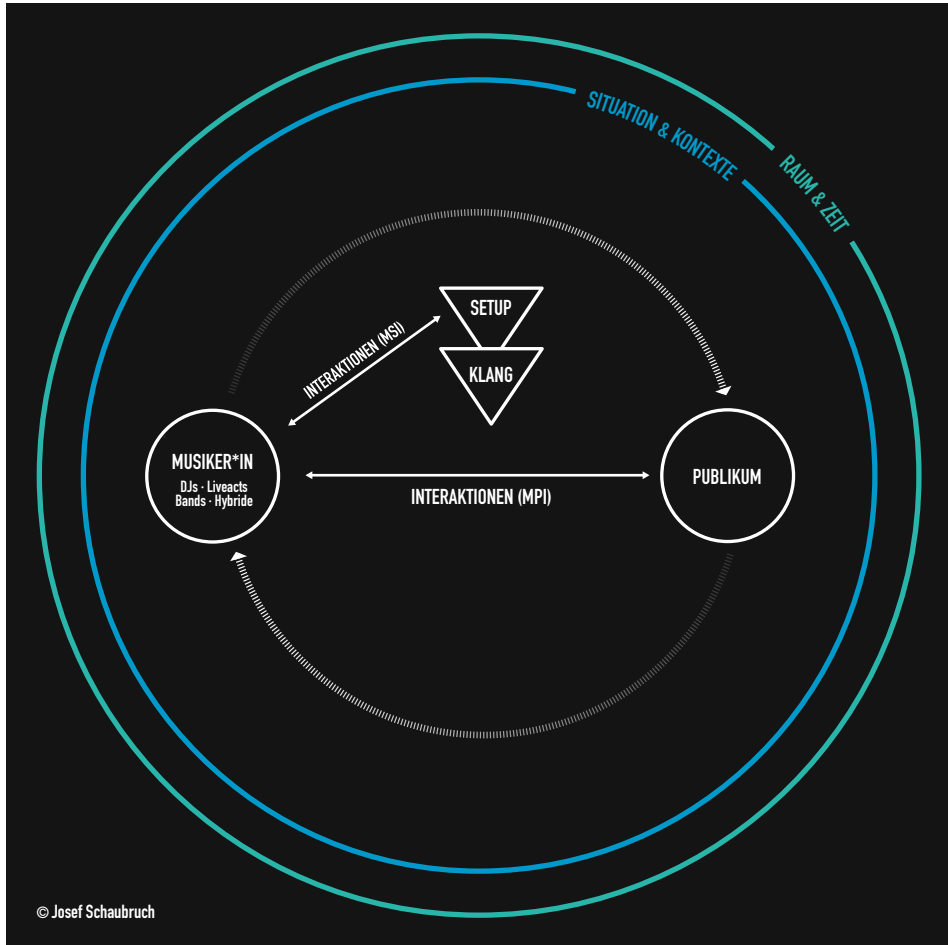 SITUATION & KONTEXTE
RAUM & ZEIT
SETUP
INTERAKTIONEN (MSI)
KLANG
MUSIKER*IN
DJs · Liveacts
Bands · Hybride
INTERAKTIONEN (MPI)
PUBLIKUM
© Josef Schaubruch